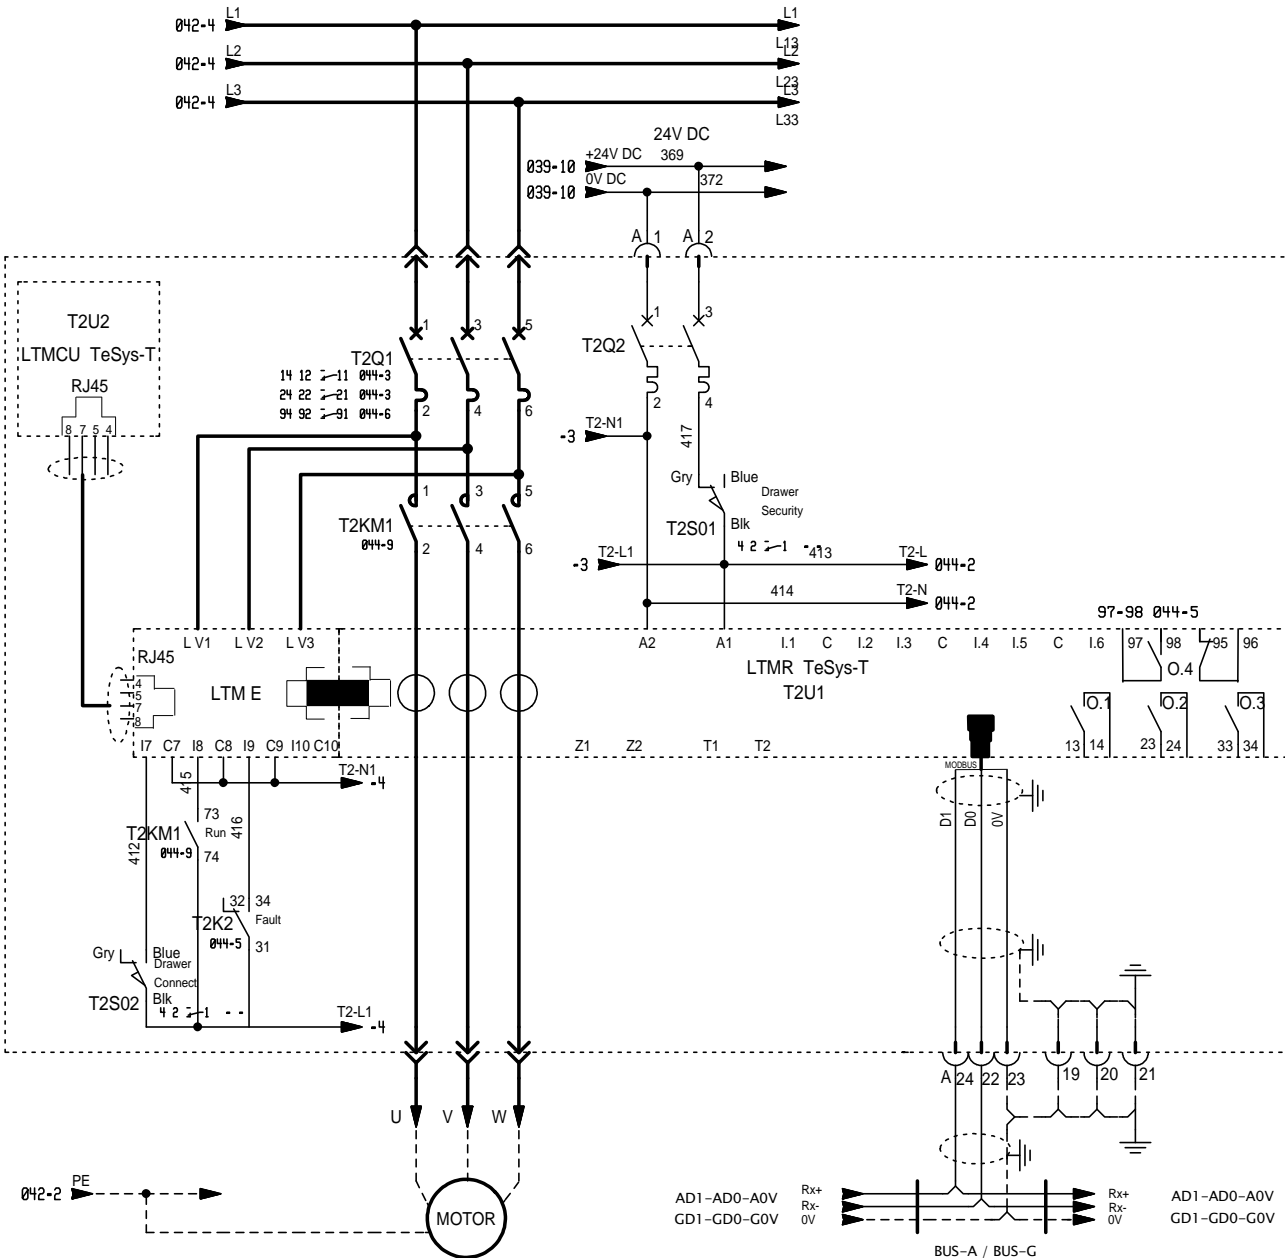 L1 L1
042-4
L13
L2 L2
042-4
L23
L3 L3
042-4
L33
24V DC
+24V DC 369
039-10
0V DC 372
039-10
A 1 A 2
T2U2
LTMCU TeSys-T
RJ45
8 7 5 4
1 3 5
T2Q1
14 12 11 044-3
24 22 21 044-3
94 92 91 044-6
2 4 6
1 3
T2Q2
2 4
T2-N1
-3
417
Gry Blue
Drawer
Security
T2S01 Blk
4 2 1 - -
413
1 3 5
T2KM1
044-9
2 4 6
T2-L1 T2-L
-3 044-2
414 T2-N
044-2
97-98 044-5
L V1 L V2 L V3
A2 A1 I.1 C I.2 I.3 C I.4 I.5 C I.6 97 98 95 96
RJ45
LTM E
4
5
7
8
LTMR TeSys-T
T2U1
O.4
O.1 O.2 O.3
13 14 23 24 33 34
I7 C7 I8 C8 I9 C9 I10 C10
Z1 Z2 T1 T2
MODBUS
T2-N1
-4
415
D1 D0 0V
73
T2KM1 Run
044-9 74
412 416
32 34
T2K2 Fault
044-5 31
Gry Blue
Drawer
Connect
T2S02 Blk
4 2 1 - -
T2-L1
-4
A 24 22 23 19 20 21
U V W
PE
042-2
MOTOR
AD1-AD0-A0V Rx+ Rx+ AD1-AD0-A0V
Rx- Rx-
GD1-GD0-G0V 0V 0V GD1-GD0-G0V
BUS-A / BUS-G